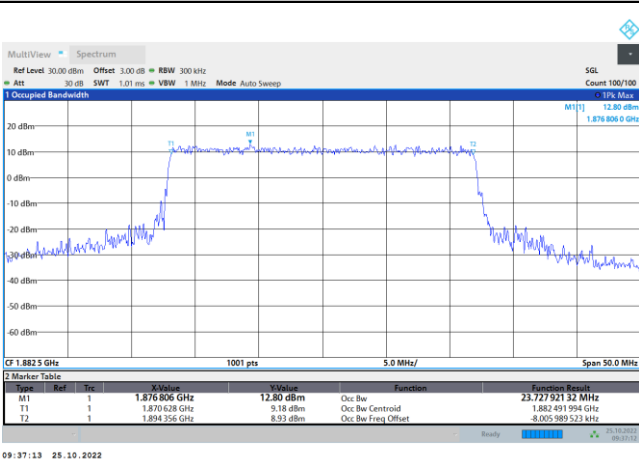 MultiView Spectrum
Ref Level 30.00 dBm Offset 3.00 dB RBW 300 kHz SGL
Att 30 dB SWT 1.01 ms VBW 1 MHz Mode Auto Sweep Count 100/100
1 Occupied Bandwidth 1Pk Max
M1[1] 12.80 dBm
1.876 806 0 GHz
20 dBm
M1
T1
T2
10 dBm
0 dBm
-10 dBm
-20 dBm
-30 dBm
-40 dBm
-50 dBm
-60 dBm
CF 1.882 5 GHz 1001 pts 5.0 MHz/ Span 50.0 MHz
2 Marker Table
Type Ref Trc X-Value Y-Value Function Function Result
M1 1 1.876 806 GHz 12.80 dBm Occ Bw 23.727 921 32 MHz
T1 1 1.870 628 GHz 9.18 dBm Occ Bw Centroid 1.882 491 994 GHz
T2 1 1.894 356 GHz 8.93 dBm Occ Bw Freq Offset -8.005 989 523 kHz
Ready 25.10.2022
09:37:12
09:37:13 25.10.2022